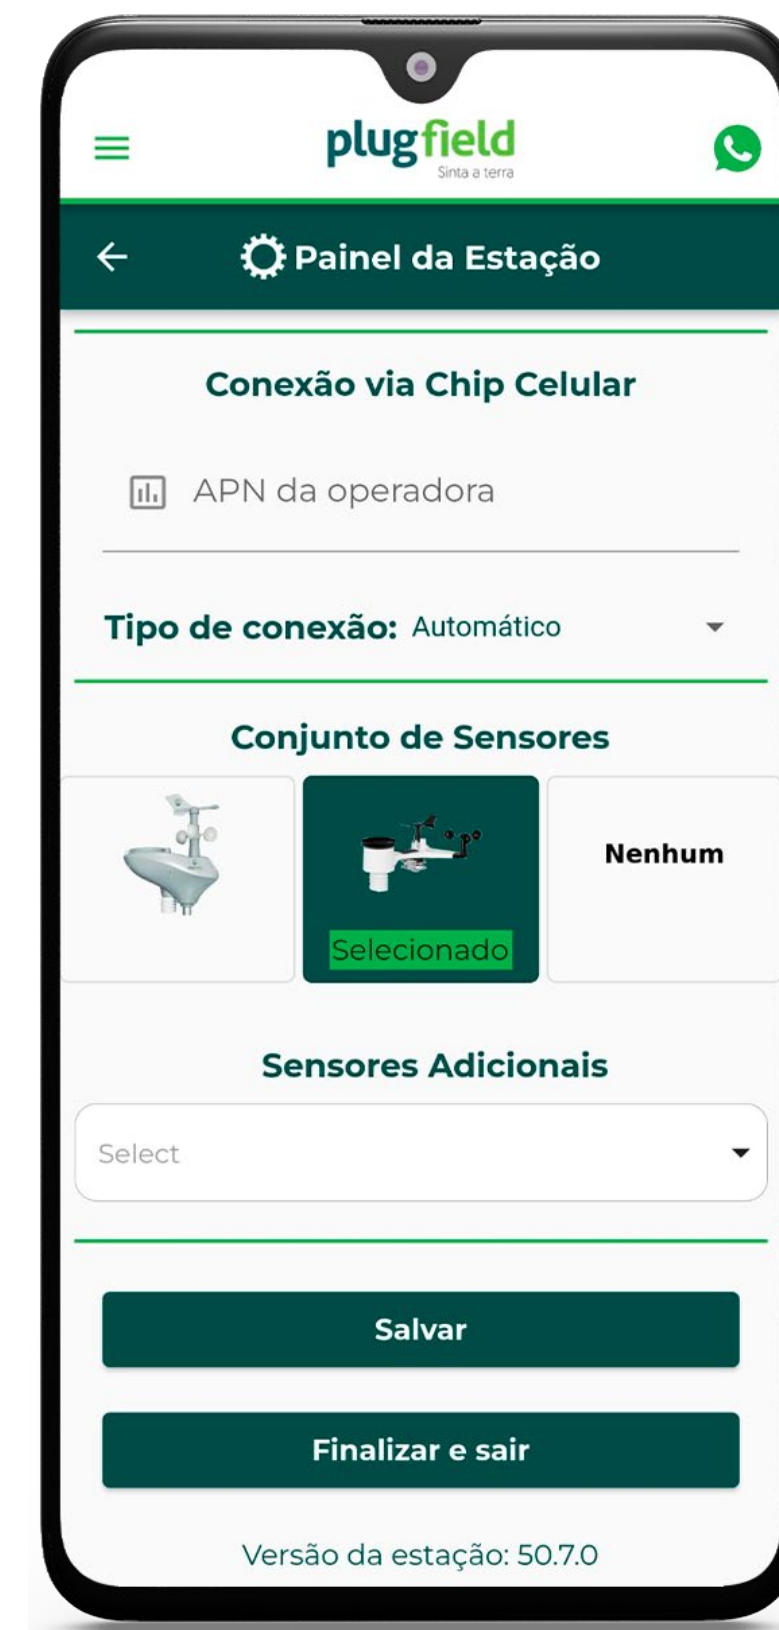 plugfield
Sinta a terra
Painel da Estação
Conexão via Chip Celular
APN da operadora
Tipo de conexão: Automático
Conjunto de Sensores
Selecionado
Nenhum
Sensores Adicionais
Select
Salvar
Finalizar e sair
Versão da estação: 50.7.0